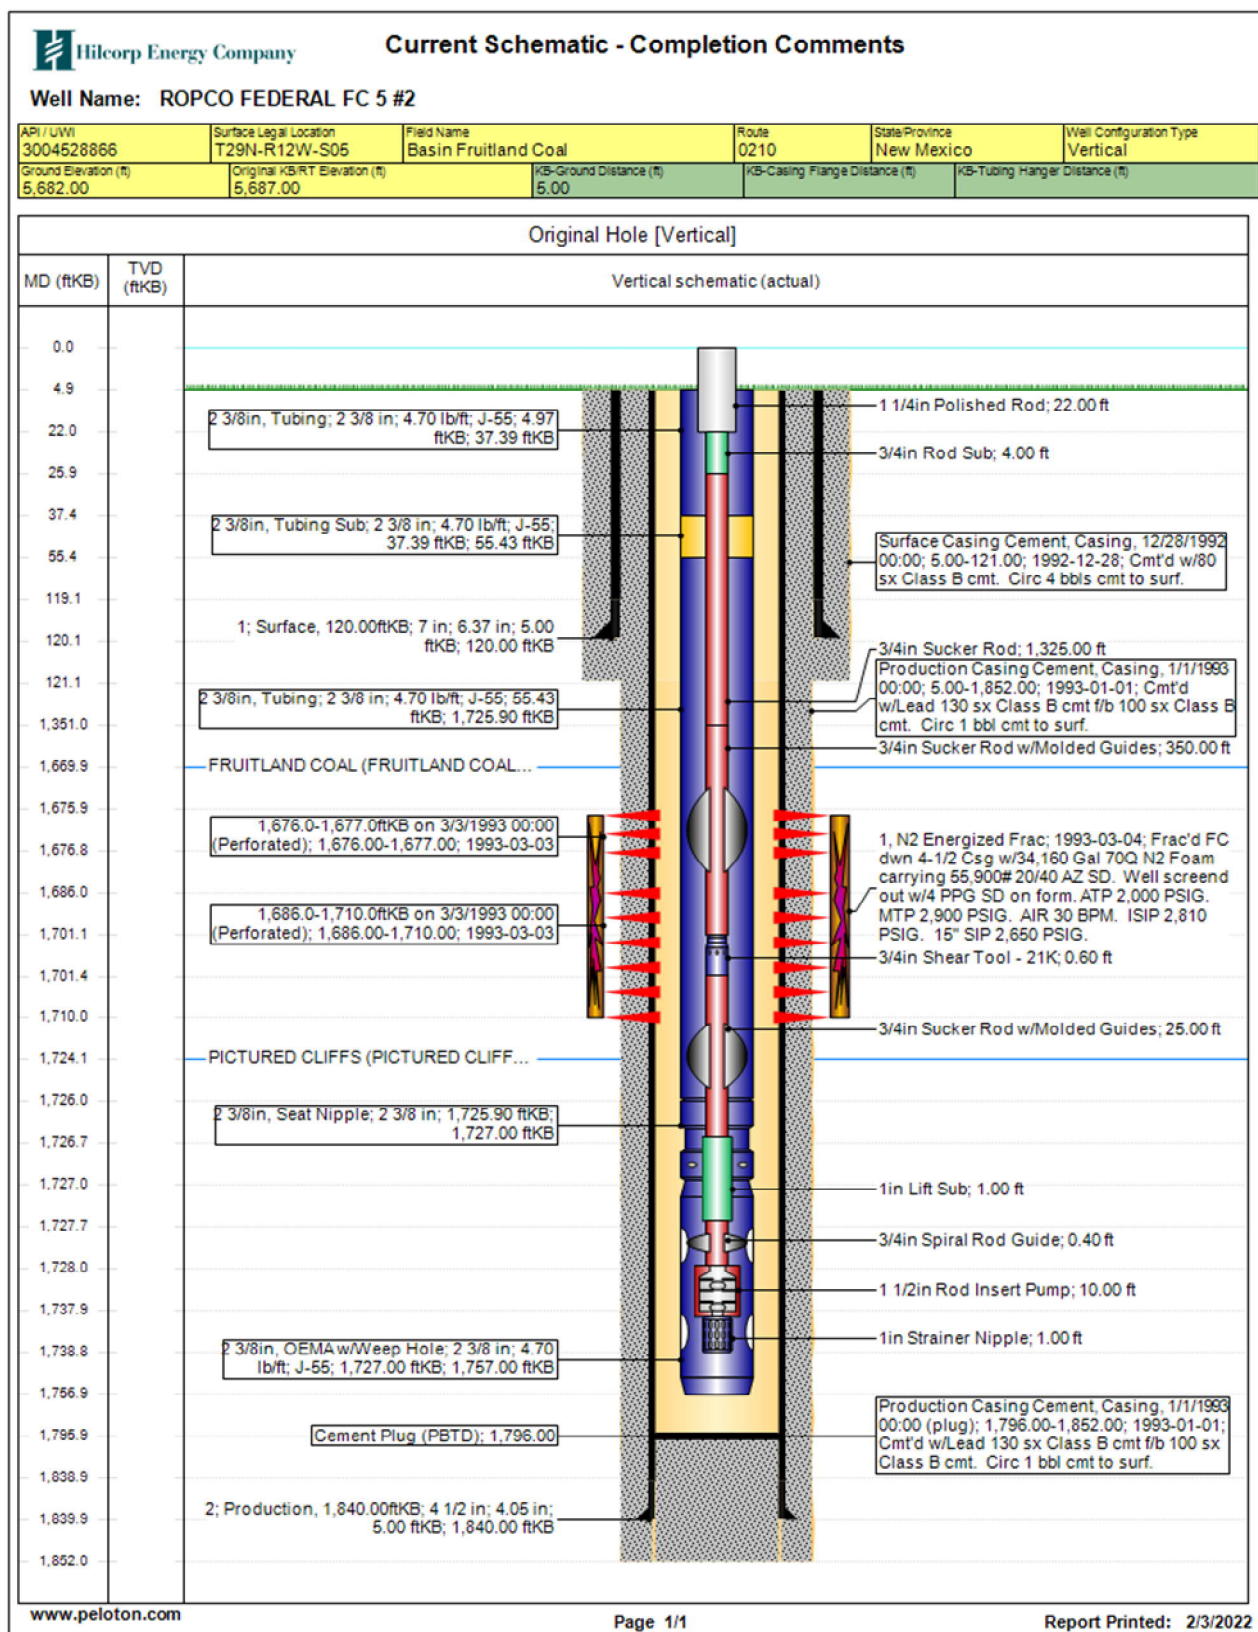 Hilcorp Energy Company
Current Schematic - Completion Comments
Well Name: ROPCO FEDERAL FC 5 #2
API / UWI
3004528866
Surface Legal Location
T29N-R12W-S05
Field Name
Basin Fruitland Coal
Route
0210
State/Province
New Mexico
Well Configuration Type
Vertical
Ground Elevation (ft)
5,682.00
Original KB/RT Elevation (ft)
5,687.00
KB-Ground Distance (ft)
5.00
KB-Casing Flange Distance (ft)
KB-Tubing Hanger Distance (ft)
Original Hole [Vertical]
MD (ftKB)
TVD
(ftKB)
Vertical schematic (actual)
0.0
4.9
22.0
25.9
37.4
55.4
119.1
120.1
121.1
1,351.0
1,669.9
1,675.9
1,676.8
1,686.0
1,701.1
1,701.4
1,710.0
1,724.1
1,726.0
1,726.7
1,727.0
1,727.7
1,728.0
1,737.9
1,738.8
1,756.9
1,795.9
1,838.9
1,839.9
1,852.0
2 3/8in, Tubing; 2 3/8 in; 4.70 lb/ft; J-55; 4.97
ftKB; 37.39 ftKB
2 3/8in, Tubing Sub; 2 3/8 in; 4.70 lb/ft; J-55;
37.39 ftKB; 55.43 ftKB
1; Surface, 120.00ftKB; 7 in; 6.37 in; 5.00
ftKB; 120.00 ftKB
2 3/8in, Tubing; 2 3/8 in; 4.70 lb/ft; J-55; 55.43
ftKB; 1,725.90 ftKB
FRUITLAND COAL (FRUITLAND COAL...
1,676.0-1,677.0ftKB on 3/3/1993 00:00
(Perforated); 1,676.00-1,677.00; 1993-03-03
1,686.0-1,710.0ftKB on 3/3/1993 00:00
(Perforated); 1,686.00-1,710.00; 1993-03-03
PICTURED CLIFFS (PICTURED CLIFF...
2 3/8in, Seat Nipple; 2 3/8 in; 1,725.90 ftKB;
1,727.00 ftKB
2 3/8in, OEMA w/Weep Hole; 2 3/8 in; 4.70
lb/ft; J-55; 1,727.00 ftKB; 1,757.00 ftKB
Cement Plug (PBTD); 1,796.00
2; Production, 1,840.00ftKB; 4 1/2 in; 4.05 in;
5.00 ftKB; 1,840.00 ftKB
1 1/4in Polished Rod; 22.00 ft
3/4in Rod Sub; 4.00 ft
Surface Casing Cement, Casing, 12/28/1992
00:00; 5.00-121.00; 1992-12-28; Cmt'd w/80
sx Class B cmt. Circ 4 bbls cmt to surf.
3/4in Sucker Rod; 1,325.00 ft
Production Casing Cement, Casing, 1/1/1993
00:00; 5.00-1,852.00; 1993-01-01; Cmt'd
w/Lead 130 sx Class B cmt f/b 100 sx Class B
cmt. Circ 1 bbl cmt to surf.
3/4in Sucker Rod w/Molded Guides; 350.00 ft
1, N2 Energized Frac; 1993-03-04; Frac'd FC
dwn 4-1/2 Csg w/34,160 Gal 70Q N2 Foam
carrying 55,900# 20/40 AZ SD. Well screend
out w/4 PPG SD on form. ATP 2,000 PSIG.
MTP 2,900 PSIG. AIR 30 BPM. ISIP 2,810
PSIG. 15" SIP 2,650 PSIG.
3/4in Shear Tool - 21K; 0.60 ft
3/4in Sucker Rod w/Molded Guides; 25.00 ft
1in Lift Sub; 1.00 ft
3/4in Spiral Rod Guide; 0.40 ft
1 1/2in Rod Insert Pump; 10.00 ft
1in Strainer Nipple; 1.00 ft
Production Casing Cement, Casing, 1/1/1993
00:00 (plug); 1,796.00-1,852.00; 1993-01-01;
Cmt'd w/Lead 130 sx Class B cmt f/b 100 sx
Class B cmt. Circ 1 bbl cmt to surf.
www.peloton.com
Page 1/1
Report Printed: 2/3/2022